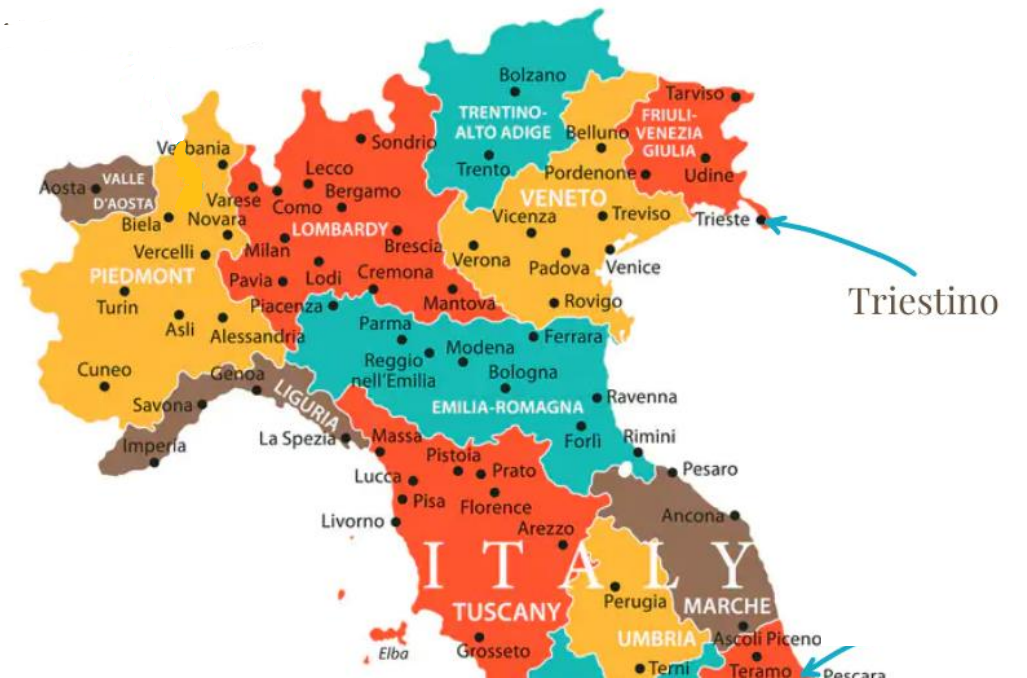 Bolzano
Tarviso
TRENTINO-
ALTO ADIGE
FRIULI-
VENEZIA
GIULIA
Belluno
Sondrio
Verbania
Trento
Pordenone
Udine
Lecco
Aosta
VALLE
D'AOSTA
Bergamo
Varese
Como
VENETO
Biela
Novara
Vicenza
Treviso
Trieste
LOMBARDY
Milan
Brescia
Vercelli
Verona
Padova
Venice
PIEDMONT
Pavia
Lodi
Cremona
Turin
Piacenza
Mantova
Rovigo
Triestino
Asli
Alessandria
Parma
Ferrara
Reggio
nell'Emilia
Modena
Cuneo
Genoa
Bologna
LIGURIA
Savona
EMILIA-ROMAGNA
Ravenna
Imperia
La Spezia
Massa
Forlì
Rimini
Pistoia
Lucca
Prato
Pesaro
Pisa
Florence
Livorno
Arezzo
Ancona
ITALY
Perugia
TUSCANY
MARCHE
Elba
Grosseto
UMBRIA
Ascoli Piceno
Terni
Teramo
Pescara